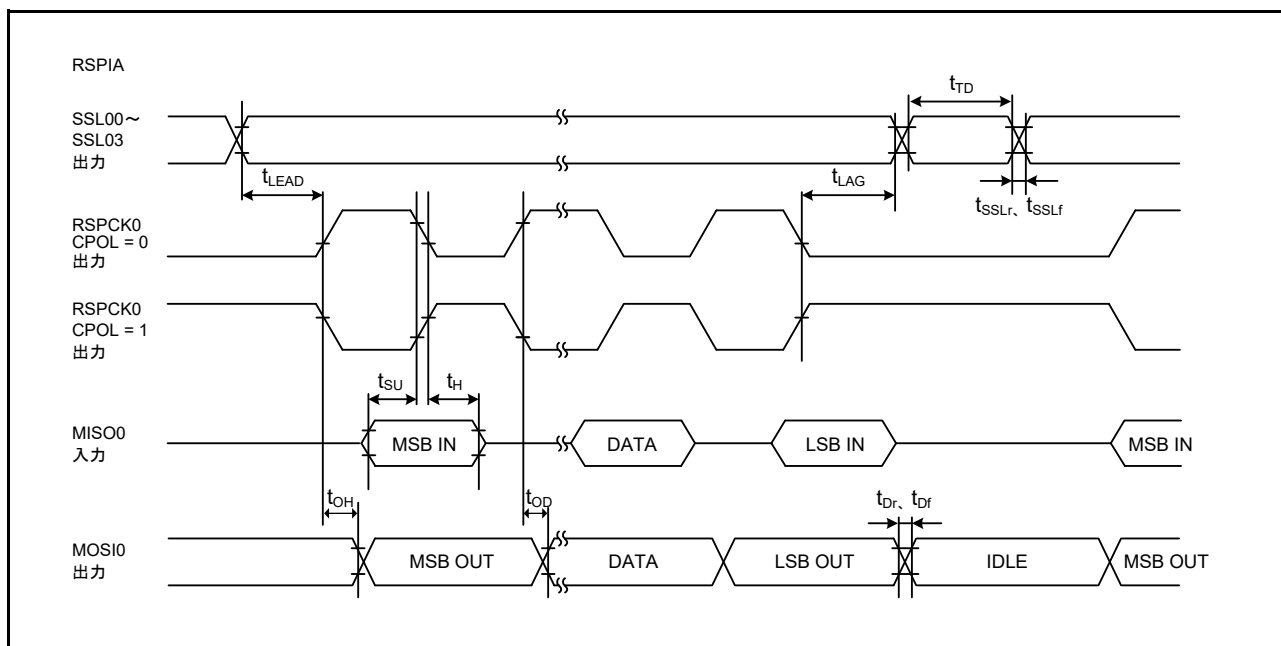 RSPIA
SSL00～
SSL03
出力
tTD
tLEAD
tLAG
tSSLr、tSSLf
RSPCK0
CPOL = 0
出力
RSPCK0
CPOL = 1
出力
tSU
tH
MISO0
入力
MSB IN
DATA
LSB IN
MSB IN
tOH
tOD
tDr、tDf
MOSI0
出力
MSB OUT
DATA
LSB OUT
IDLE
MSB OUT